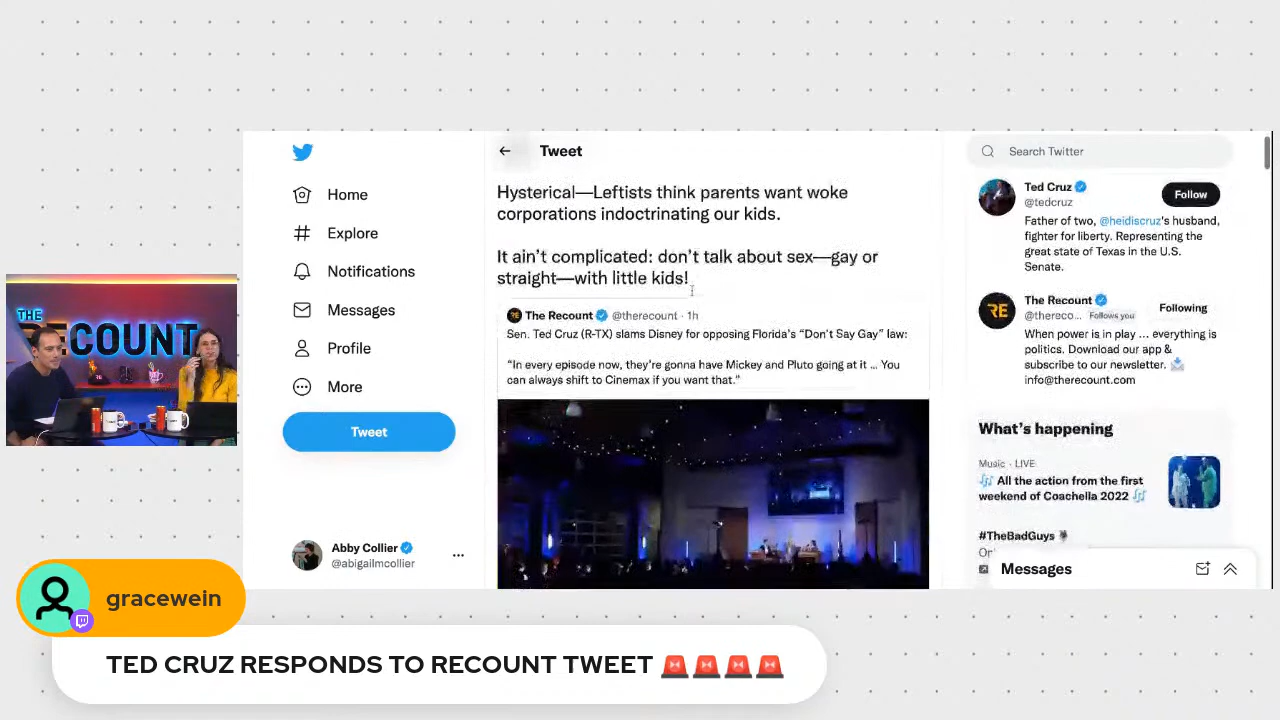 Tweet
Search Twitter
Home
Explore
Notifications
Messages
Profile
More
Tweet
Abby Collier
@abigailmcollier
Hysterical—Leftists think parents want woke
corporations indoctrinating our kids.
It ain't complicated: don't talk about sex—gay or
straight—with little kids!
The Recount @therecount · 1h
Sen. Ted Cruz (R-TX) slams Disney for opposing Florida's “Don't Say Gay” law:
“In every episode now, they're gonna have Mickey and Pluto going at it ... You
can always shift to Cinemax if you want that.”
Ted Cruz
@tedcruz
Follow
Father of two, @heidiscruz's husband,
fighter for liberty. Representing the
great state of Texas in the U.S.
Senate.
The Recount
@thereco... Follows you
Following
When power is in play ... everything is
politics. Download our app &
subscribe to our newsletter. 📩
info@therecount.com
What's happening
Music · LIVE
🎶 All the action from the first
weekend of Coachella 2022 🎶
#TheBadGuys
Messages
THE
RECOUNT
RE
RE
gracewein
TED CRUZ RESPONDS TO RECOUNT TWEET 🚨🚨🚨🚨